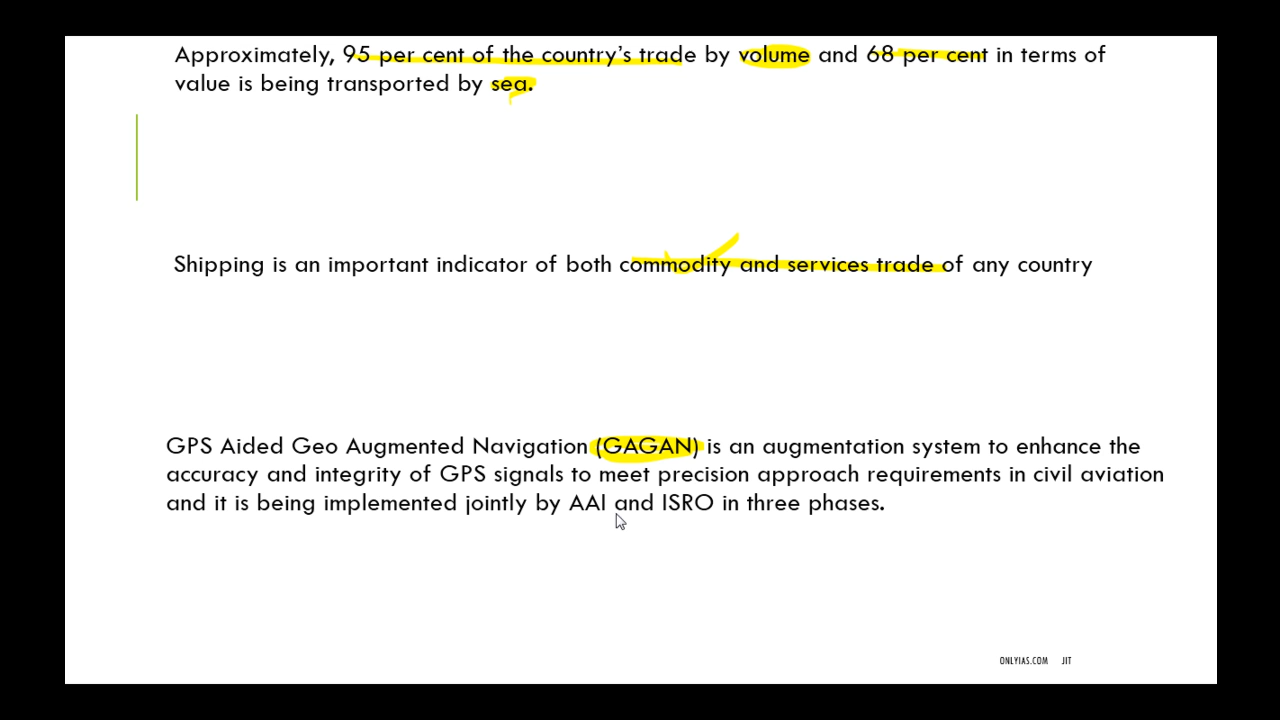 Approximately, 95 per cent of the country's trade by volume and 68 per cent in terms of
value is being transported by sea.
Shipping is an important indicator of both commodity and services trade of any country
GPS Aided Geo Augmented Navigation (GAGAN) is an augmentation system to enhance the
accuracy and integrity of GPS signals to meet precision approach requirements in civil aviation
and it is being implemented jointly by AAI and ISRO in three phases.
ONLYIAS.COM JIT